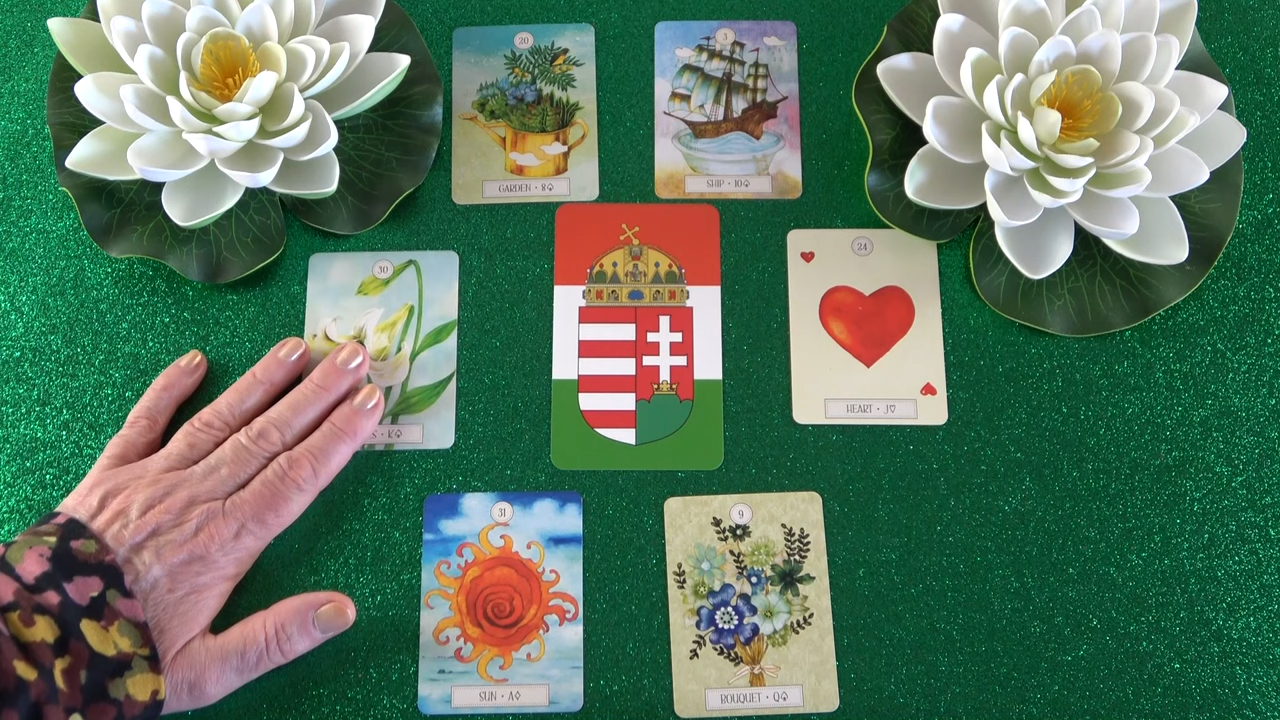 20
GARDEN • 8♤
3
SHIP • 10♤
30
S • K♤
24
HEART • J♡
31
SUN • A♢
9
BOUQUET • Q♤